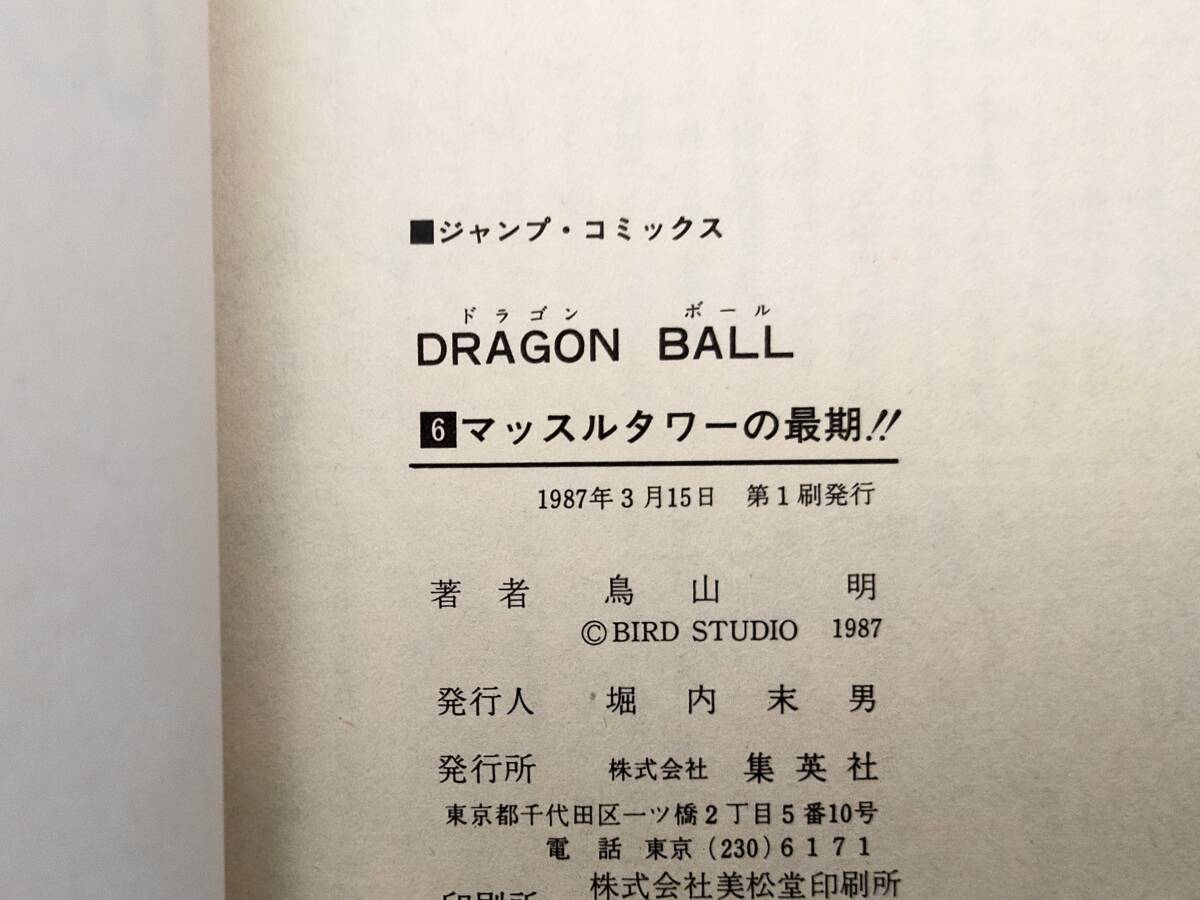 ■ジャンプ・コミックス
ドラゴン ボール
DRAGON BALL
6 マッスルタワーの最期!!
1987年3月15日 第1刷発行
著者 鳥山 明
©BIRD STUDIO 1987
発行人 堀内末男
発行所 株式会社 集英社
東京都千代田区一ツ橋2丁目5番10号
電話 東京(230)6171
印刷所 株式会社美松堂印刷所